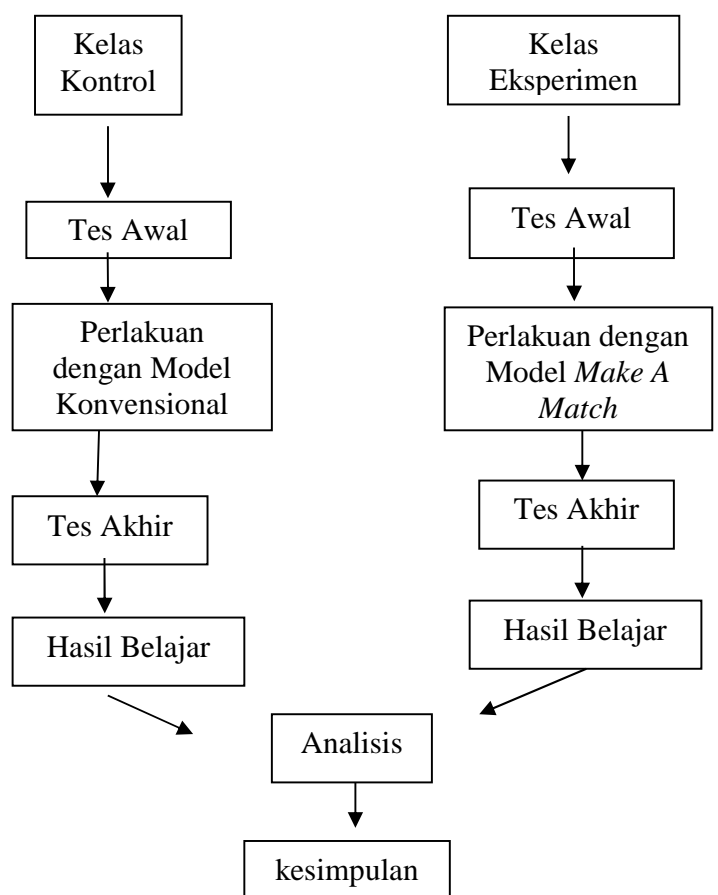 Kelas
Kontrol
Kelas
Eksperimen
Tes Awal
Tes Awal
Perlakuan
dengan Model
Konvensional
Perlakuan dengan
Model Make A
Match
Tes Akhir
Tes Akhir
Hasil Belajar
Hasil Belajar
Analisis
kesimpulan